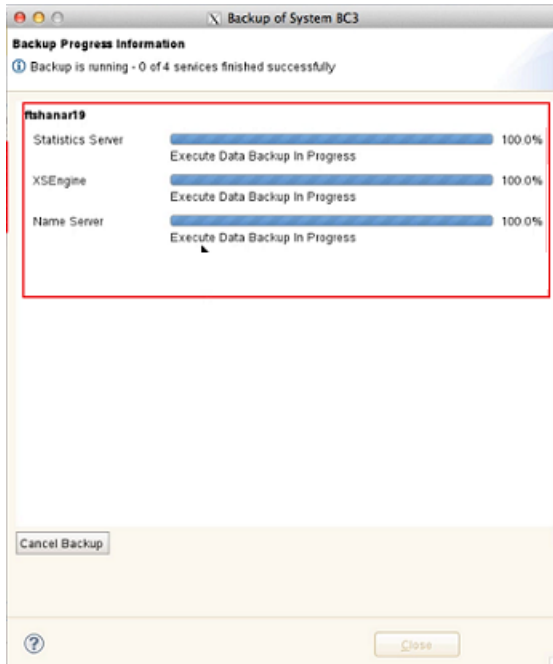 Backup of System BC3
Backup Progress Information
Backup is running - 0 of 4 services finished successfully
ftshanar19
Statistics Server 100.0%
Execute Data Backup In Progress
XSEngine 100.0%
Execute Data Backup In Progress
Name Server 100.0%
Execute Data Backup In Progress
Cancel Backup
Close